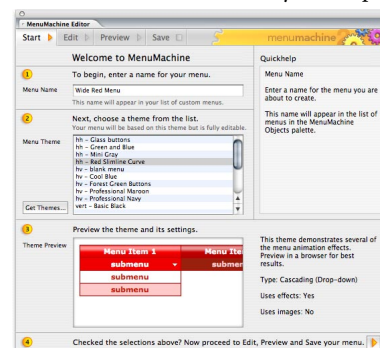 MenuMachine Editor
Start Edit Preview Save menumachine
Welcome to MenuMachine
Quickhelp
1 To begin, enter a name for your menu.
Menu Name Wide Red Menu
This name will appear in your list of custom menus.
Menu Name
Enter a name for the menu you are
about to create.
This name will appear in the list of
menus in the MenuMachine
Objects palette.
2 Next, choose a theme from the list.
Your menu will be based on this theme but is fully editable.
Menu Theme
hh - Glass buttons
hh - Green and Blue
hh - Mini Gray
hh - Red Slimline Curve
hv - blank menu
hv - Cool Blue
hv - Forest Green Buttons
hv - Professional Maroon
hv - Professional Navy
vert - Basic Black
Get Themes...
3 Preview the theme and its settings.
Theme Preview
Menu Item 1 Menu Ite
submenu submen
submenu
submenu
This theme demonstrates several of
the menu animation effects.
Preview in a browser for best
results.
Type: Cascading (Drop-down)
Uses effects: Yes
Uses images: No
4 Checked the selections above? Now proceed to Edit, Preview and Save your menu.